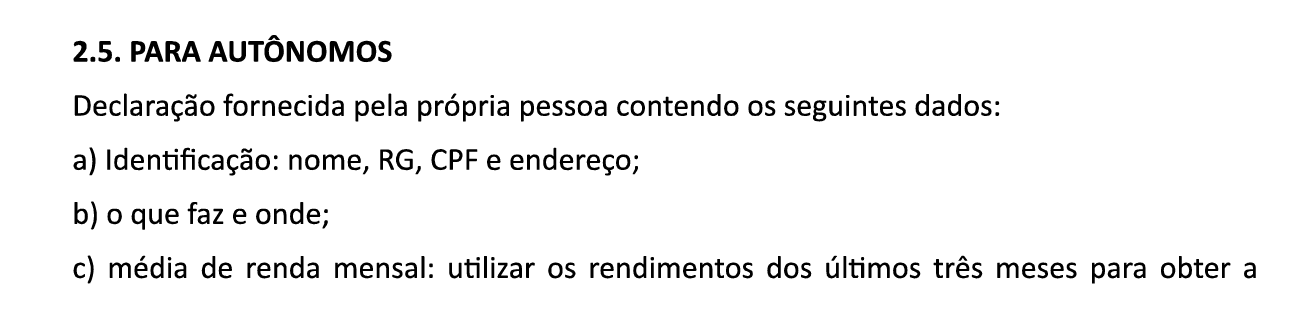 2.5. PARA AUTÔNOMOS
Declaração fornecida pela própria pessoa contendo os seguintes dados:
a) Identificação: nome, RG, CPF e endereço;
b) o que faz e onde;
c) média de renda mensal: utilizar os rendimentos dos últimos três meses para obter a